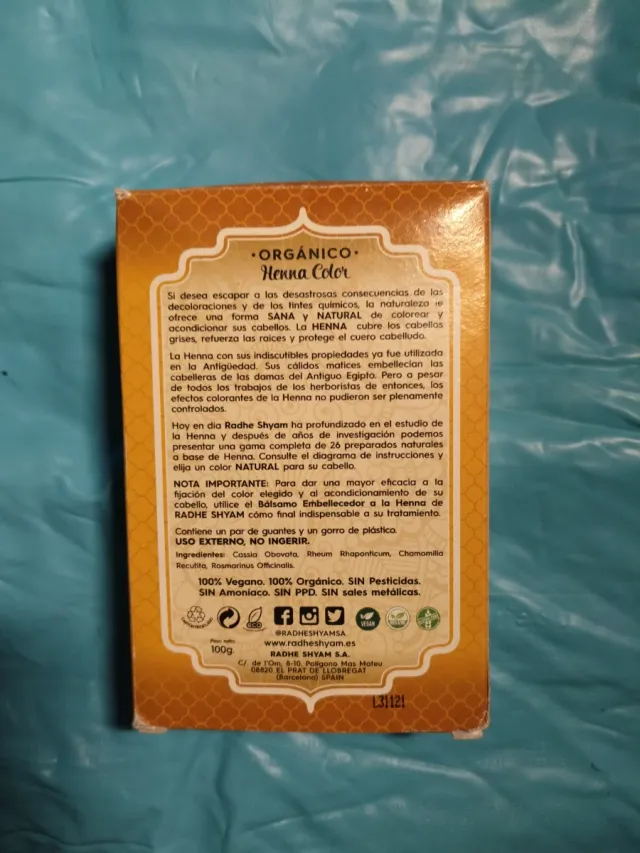 •ORGÁNICO•
Henna Color
Si desea escapar a las desastrosas consecuencias de las
decoloraciones y de los tintes químicos, la naturaleza le
ofrece una forma SANA y NATURAL de colorear y
acondicionar sus cabellos. La HENNA cubre los cabellos
grises, refuerza las raices y protege el cuero cabelludo.
La Henna con sus indiscutibles propiedades ya fue utilizada
en la Antigüedad. Sus cálidos matices embellecían las
cabelleras de las damas del Antiguo Egipto. Pero a pesar
de todos los trabajos de los herboristas de entonces, los
efectos colorantes de la Henna no pudieron ser plenamente
controlados.
Hoy en día Radhe Shyam ha profundizado en el estudio de
la Henna y después de años de investigación podemos
presentar una gama completa de 26 preparados naturales
a base de Henna. Consulte el diagrama de instrucciones y
elija un color NATURAL para su cabello.
NOTA IMPORTANTE: Para dar una mayor eficacia a la
fijación del color elegido y al acondicionamiento de su
cabello, utilice el Bálsamo Embellecedor a la Henna de
RADHE SHYAM cómo final indispensable a su tratamiento.
Contiene un par de guantes y un gorro de plástico.
USO EXTERNO, NO INGERIR.
Ingredientes: Cassia Obovata, Rheum Rhaponticum, Chamomilla
Recutita, Rosmarinus Officinalis.
100% Vegano. 100% Orgánico. SIN Pesticidas.
SIN Amoníaco. SIN PPD. SIN sales metálicas.
eco
VEGAN
@RADHESHYAMSA
Peso neto:
100g.
www.radheshyam.es
RADHE SHYAM S.A.
C/ de l'Om, 8-10, Polígono Mas Mateu
08820 EL PRAT DE LLOBREGAT
(Barcelona) SPAIN
L31121